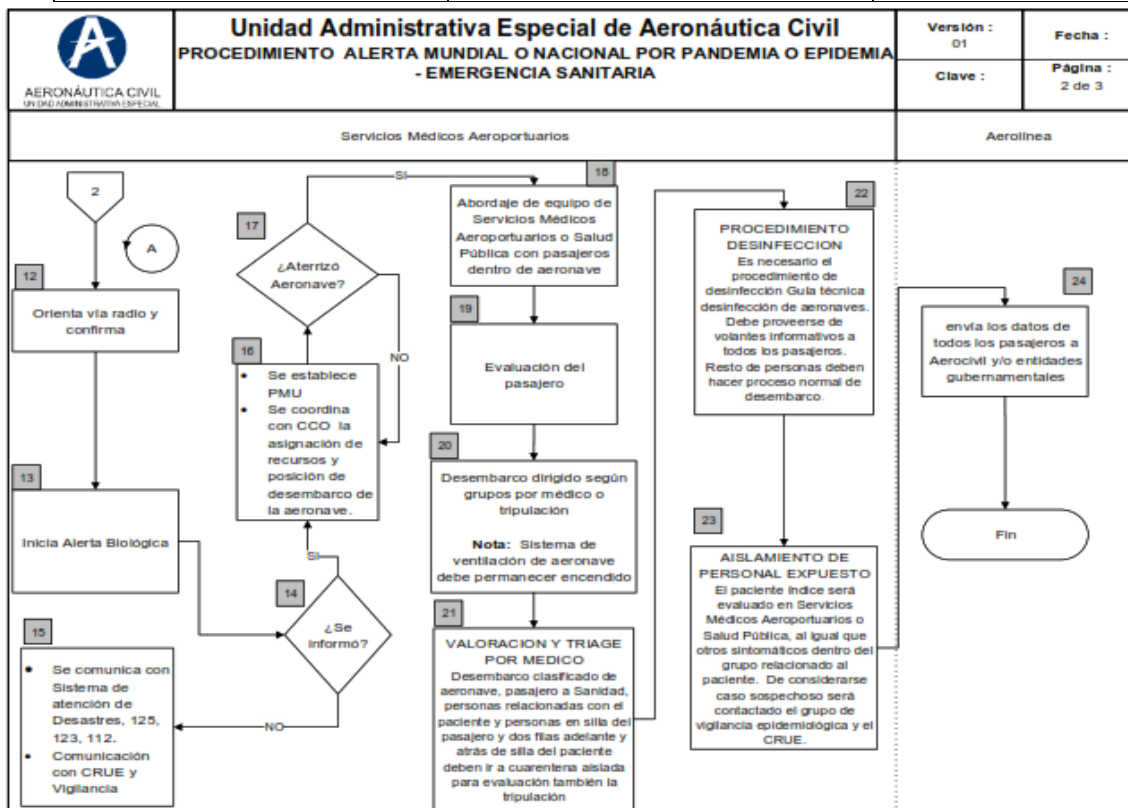 AERONÁUTICA CIVIL
UNIDAD ADMINISTRATIVA ESPECIAL
Unidad Administrativa Especial de Aeronáutica Civil
PROCEDIMIENTO ALERTA MUNDIAL O NACIONAL POR PANDEMIA O EPIDEMIA
- EMERGENCIA SANITARIA
Versión :
01
Fecha :
Clave :
Página :
2 de 3
Servicios Médicos Aeroportuarios
Aerolínea
2
A
12
Orienta vía radio y
confirma
13
Inicia Alerta Biológica
14
¿Se
informó?
SI
NO
15
• Se comunica con
Sistema de
atención de
Desastres, 125,
123, 112.
• Comunicación
con CRUE y
Vigilancia
16
• Se establece
PMU
• Se coordina
con CCO la
asignación de
recursos y
posición de
desembarco de
la aeronave.
17
¿Aterrizó
Aeronave?
SI
NO
18
Abordaje de equipo de
Servicios Médicos
Aeroportuarios o Salud
Pública con pasajeros
dentro de aeronave
19
Evaluación del
pasajero
20
Desembarco dirigido según
grupos por médico o
tripulación
Nota: Sistema de
ventilación de aeronave
debe permanecer encendido
21
VALORACION Y TRIAGE
POR MEDICO
Desembarco clasificado de
aeronave, pasajero a Sanidad,
personas relacionadas con el
paciente y personas en silla del
pasajero y dos filas adelante y
atrás de silla del paciente
deben ir a cuarentena aislada
para evaluación también la
tripulación
22
PROCEDIMIENTO
DESINFECCION
Es necesario el
procedimiento de
desinfección Guía técnica
desinfección de aeronaves.
Debe proveerse de
volantes informativos a
todos los pasajeros.
Resto de personas deben
hacer proceso normal de
desembarco.
23
AISLAMIENTO DE
PERSONAL EXPUESTO
El paciente índice será
evaluado en Servicios
Médicos Aeroportuarios o
Salud Pública, al igual que
otros sintomáticos dentro del
grupo relacionado al
paciente. De considerarse
caso sospechoso será
contactado el grupo de
vigilancia epidemiológica y el
CRUE.
24
envía los datos de
todos los pasajeros a
Aerocivil y/o entidades
gubernamentales
Fin